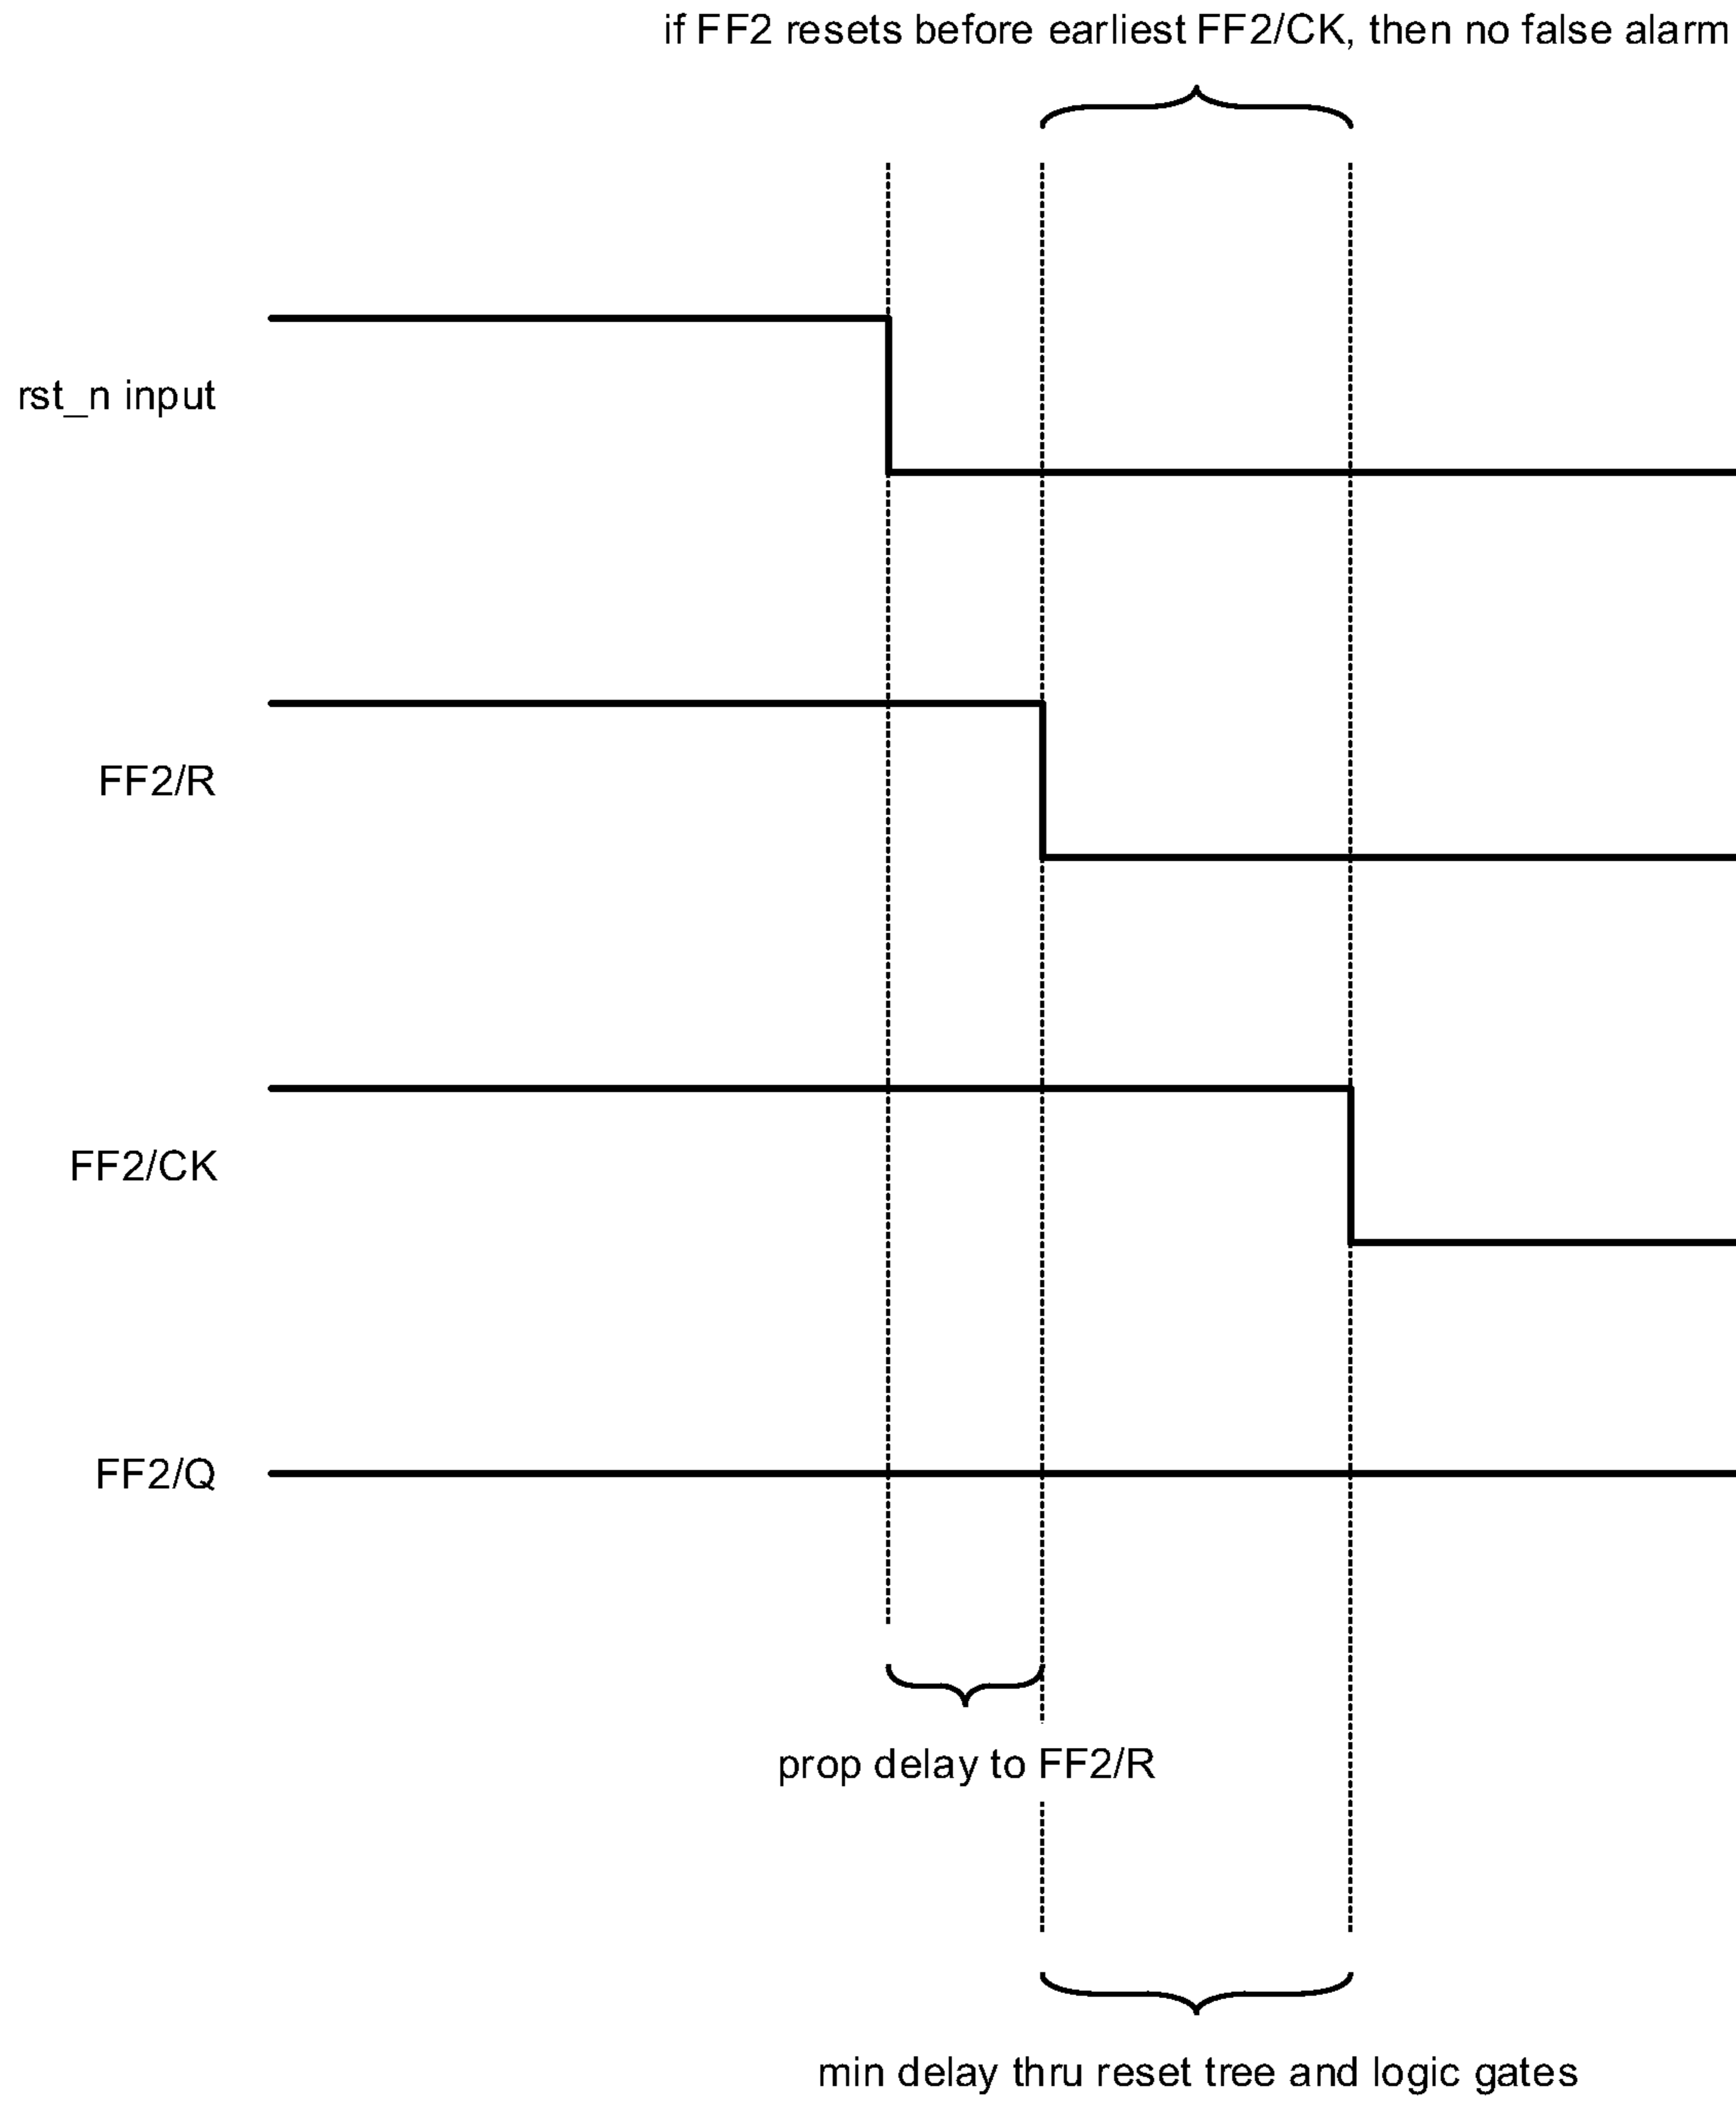 if FF2 resets before earliest FF2/CK, then no false alarm
rst_n input
FF2/R
FF2/CK
FF2/Q
prop delay to FF2/R
min delay thru reset tree and logic gates